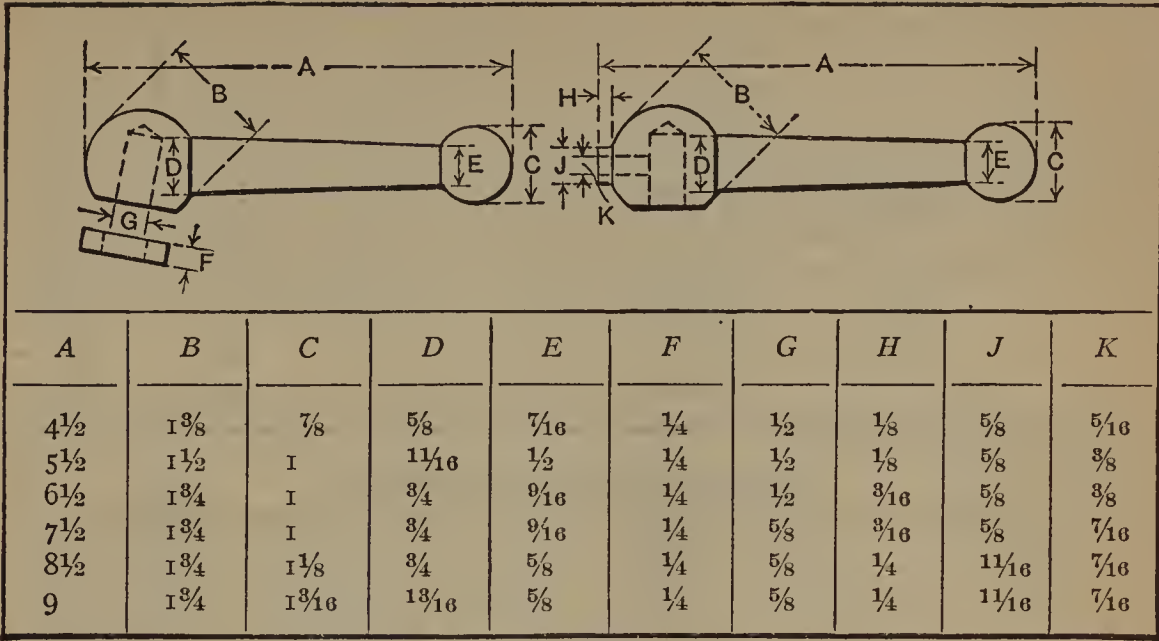 A A
B B
H
D E C J D E C
K
G
F
A B C D E F G H J K
4½ 1⅜ ⅞ ⅝ 7/16 ¼ ½ ⅛ ⅝ 5/16
5½ 1½ 1 11/16 ½ ¼ ½ ⅛ ⅝ ⅜
6½ 1¾ 1 ¾ 9/16 ¼ ½ 3/16 ⅝ ⅜
7½ 1¾ 1 ¾ 9/16 ¼ ⅝ 3/16 ⅝ 7/16
8½ 1¾ 1⅛ ¾ ⅝ ¼ ⅝ ¼ 11/16 7/16
9 1¾ 13/16 13/16 ⅝ ¼ ⅝ ¼ 11/16 7/16